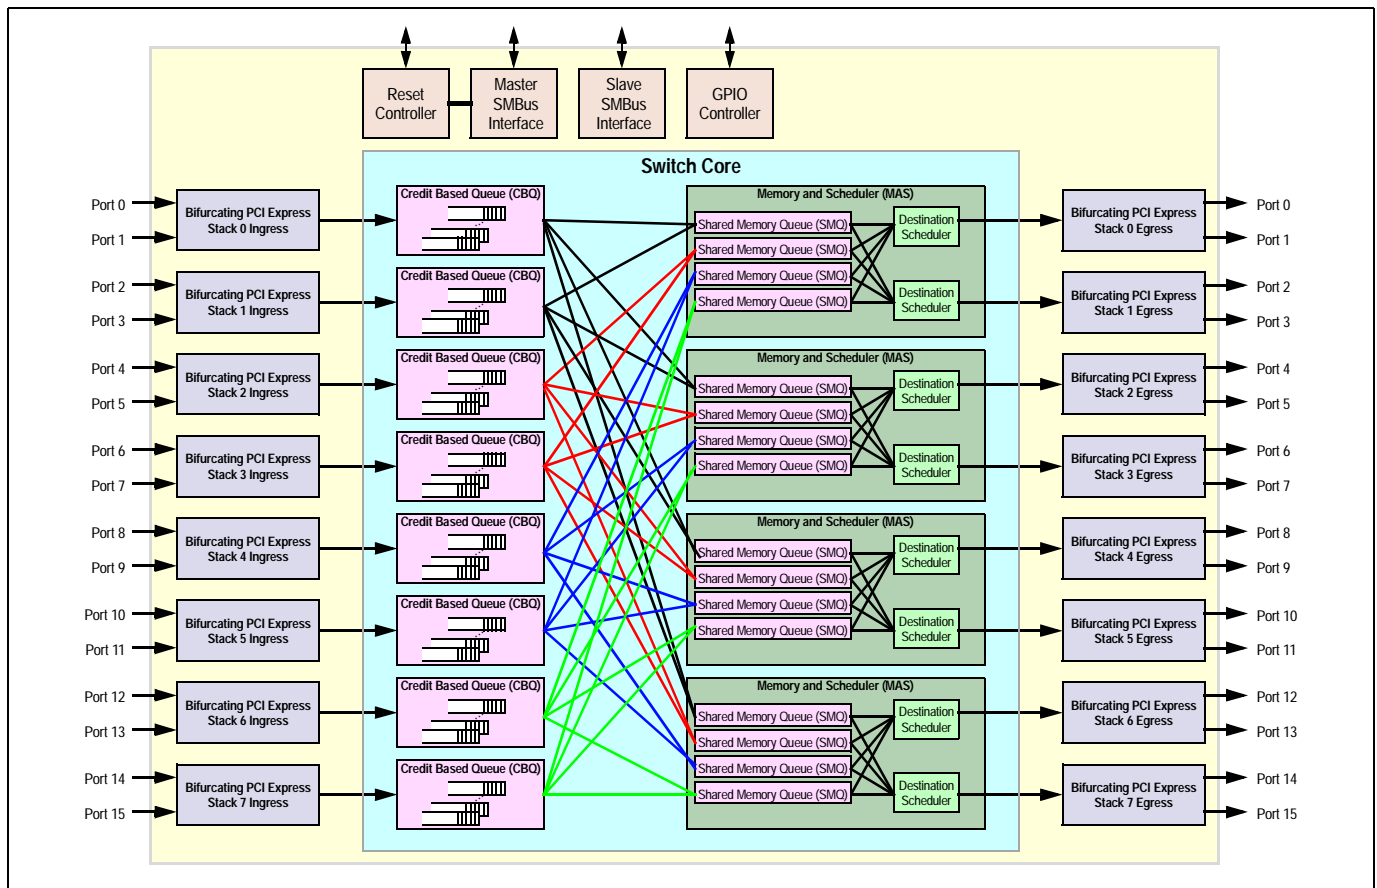 Reset
Controller
Master
SMBus
Interface
Slave
SMBus
Interface
GPIO
Controller
Switch Core
Port 0
Port 1
Bifurcating PCI Express
Stack 0 Ingress
Port 2
Port 3
Bifurcating PCI Express
Stack 1 Ingress
Port 4
Port 5
Bifurcating PCI Express
Stack 2 Ingress
Port 6
Port 7
Bifurcating PCI Express
Stack 3 Ingress
Port 8
Port 9
Bifurcating PCI Express
Stack 4 Ingress
Port 10
Port 11
Bifurcating PCI Express
Stack 5 Ingress
Port 12
Port 13
Bifurcating PCI Express
Stack 6 Ingress
Port 14
Port 15
Bifurcating PCI Express
Stack 7 Ingress
Credit Based Queue (CBQ)
Credit Based Queue (CBQ)
Credit Based Queue (CBQ)
Credit Based Queue (CBQ)
Credit Based Queue (CBQ)
Credit Based Queue (CBQ)
Credit Based Queue (CBQ)
Credit Based Queue (CBQ)
Memory and Scheduler (MAS)
Shared Memory Queue (SMQ)
Shared Memory Queue (SMQ)
Shared Memory Queue (SMQ)
Shared Memory Queue (SMQ)
Destination
Scheduler
Destination
Scheduler
Memory and Scheduler (MAS)
Shared Memory Queue (SMQ)
Shared Memory Queue (SMQ)
Shared Memory Queue (SMQ)
Shared Memory Queue (SMQ)
Destination
Scheduler
Destination
Scheduler
Memory and Scheduler (MAS)
Shared Memory Queue (SMQ)
Shared Memory Queue (SMQ)
Shared Memory Queue (SMQ)
Shared Memory Queue (SMQ)
Destination
Scheduler
Destination
Scheduler
Memory and Scheduler (MAS)
Shared Memory Queue (SMQ)
Shared Memory Queue (SMQ)
Shared Memory Queue (SMQ)
Shared Memory Queue (SMQ)
Destination
Scheduler
Destination
Scheduler
Bifurcating PCI Express
Stack 0 Egress
Port 0
Port 1
Bifurcating PCI Express
Stack 1 Egress
Port 2
Port 3
Bifurcating PCI Express
Stack 2 Egress
Port 4
Port 5
Bifurcating PCI Express
Stack 3 Egress
Port 6
Port 7
Bifurcating PCI Express
Stack 4 Egress
Port 8
Port 9
Bifurcating PCI Express
Stack 5 Egress
Port 10
Port 11
Bifurcating PCI Express
Stack 6 Egress
Port 12
Port 13
Bifurcating PCI Express
Stack 7 Egress
Port 14
Port 15